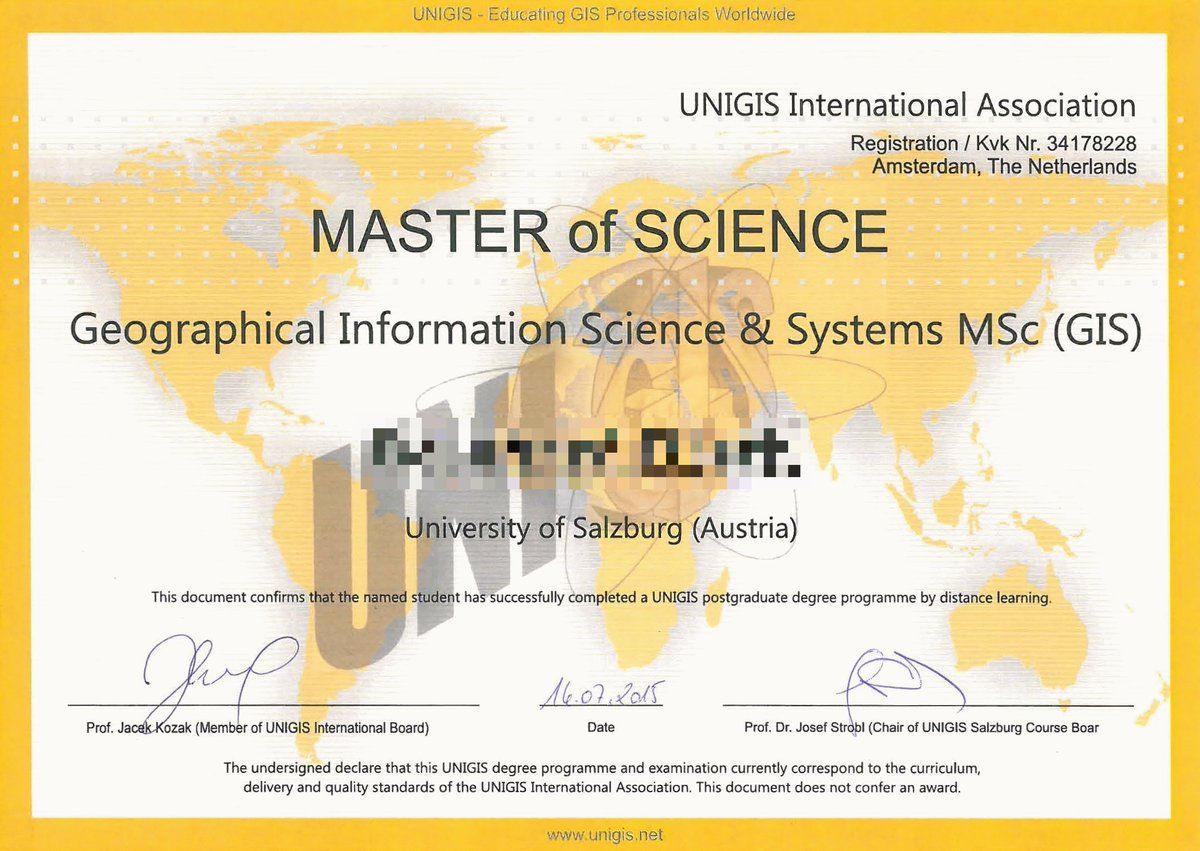 UNIGIS - Educating GIS Professionals Worldwide
UNIGIS International Association
Registration / Kvk Nr. 34178228
Amsterdam, The Netherlands
MASTER of SCIENCE
Geographical Information Science & Systems MSc (GIS)
UNIGIS
University of Salzburg (Austria)
This document confirms that the named student has successfully completed a UNIGIS postgraduate degree programme by distance learning.
16.07.2015
Prof. Jacek Kozak (Member of UNIGIS International Board)
Date
Prof. Dr. Josef Strobl (Chair of UNIGIS Salzburg Course Boar
The undersigned declare that this UNIGIS degree programme and examination currently correspond to the curriculum,
delivery and quality standards of the UNIGIS International Association. This document does not confer an award.
www.unigis.net